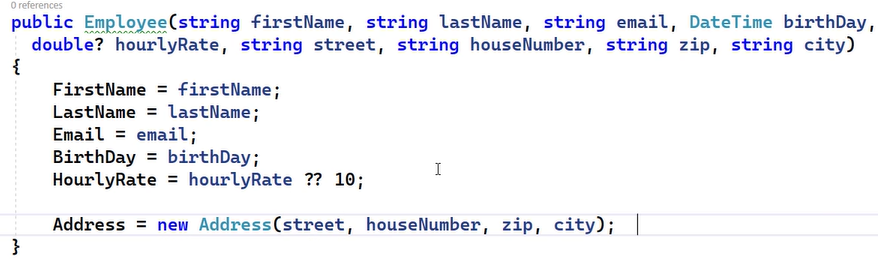 0 references
public Employee(string firstName, string lastName, string email, DateTime birthDay,
double? hourlyRate, string street, string houseNumber, string zip, string city)
{
FirstName = firstName;
LastName = lastName;
Email = email;
BirthDay = birthDay;
HourlyRate = hourlyRate ?? 10;
Address = new Address(street, houseNumber, zip, city);
}